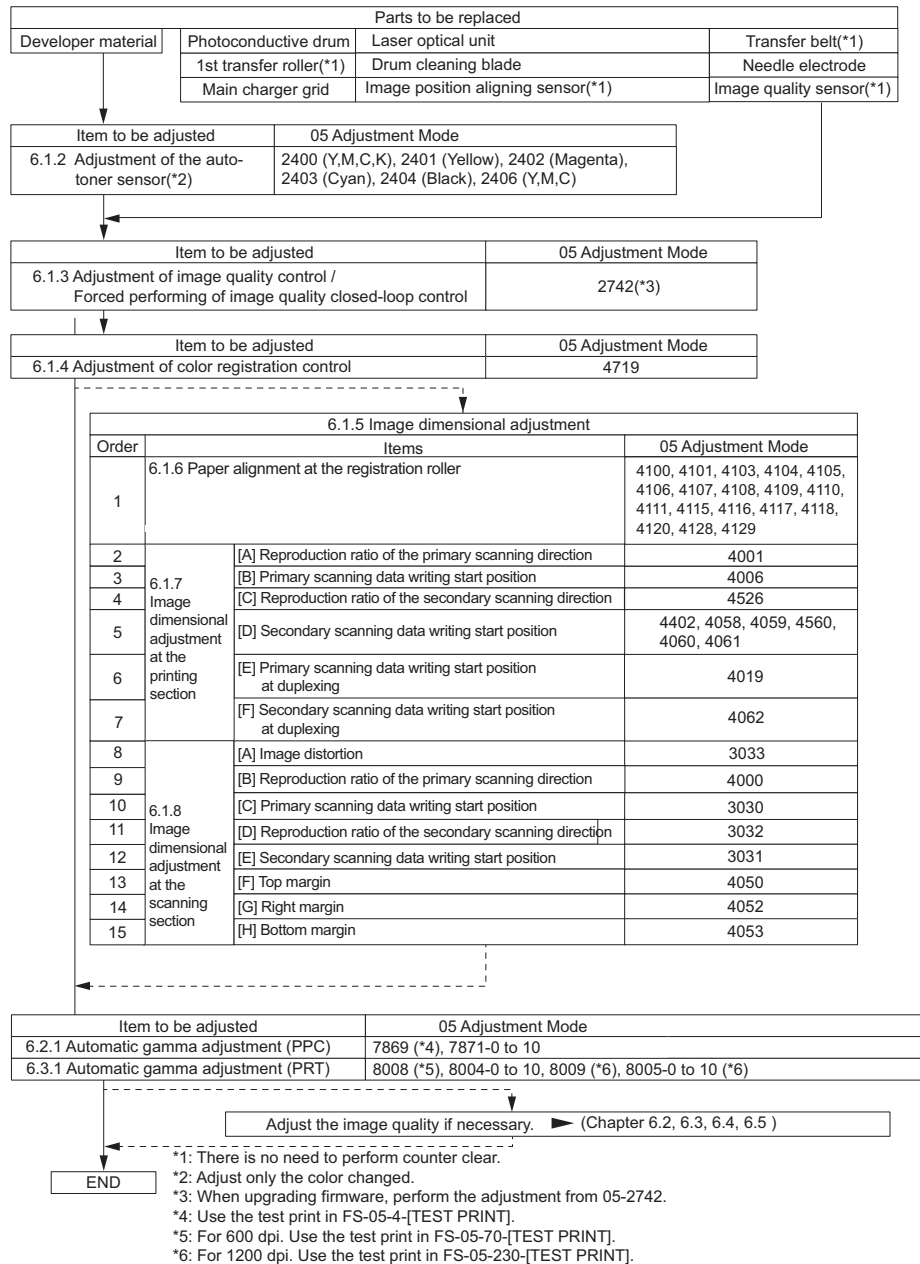 Parts to be replaced
Developer material
Photoconductive drum Laser optical unit Transfer belt(*1)
1st transfer roller(*1) Drum cleaning blade Needle electrode
Main charger grid Image position aligning sensor(*1) Image quality sensor(*1)
Item to be adjusted 05 Adjustment Mode
6.1.2 Adjustment of the auto-
toner sensor(*2)
2400 (Y,M,C,K), 2401 (Yellow), 2402 (Magenta),
2403 (Cyan), 2404 (Black), 2406 (Y,M,C)
Item to be adjusted 05 Adjustment Mode
6.1.3 Adjustment of image quality control /
Forced performing of image quality closed-loop control
2742(*3)
Item to be adjusted 05 Adjustment Mode
6.1.4 Adjustment of color registration control 4719
6.1.5 Image dimensional adjustment
Order Items 05 Adjustment Mode
1 6.1.6 Paper alignment at the registration roller
4100, 4101, 4103, 4104, 4105,
4106, 4107, 4108, 4109, 4110,
4111, 4115, 4116, 4117, 4118,
4120, 4128, 4129
6.1.7
Image
dimensional
adjustment
at the
printing
section
2 [A] Reproduction ratio of the primary scanning direction 4001
3 [B] Primary scanning data writing start position 4006
4 [C] Reproduction ratio of the secondary scanning direction 4526
5 [D] Secondary scanning data writing start position
4402, 4058, 4059, 4560,
4060, 4061
6 [E] Primary scanning data writing start position
at duplexing
4019
7 [F] Secondary scanning data writing start position
at duplexing
4062
6.1.8
Image
dimensional
adjustment
at the
scanning
section
8 [A] Image distortion 3033
9 [B] Reproduction ratio of the primary scanning direction 4000
10 [C] Primary scanning data writing start position 3030
11 [D] Reproduction ratio of the secondary scanning direction 3032
12 [E] Secondary scanning data writing start position 3031
13 [F] Top margin 4050
14 [G] Right margin 4052
15 [H] Bottom margin 4053
Item to be adjusted 05 Adjustment Mode
6.2.1 Automatic gamma adjustment (PPC) 7869 (*4), 7871-0 to 10
6.3.1 Automatic gamma adjustment (PRT) 8008 (*5), 8004-0 to 10, 8009 (*6), 8005-0 to 10 (*6)
Adjust the image quality if necessary. ► (Chapter 6.2, 6.3, 6.4, 6.5 )
END
*1: There is no need to perform counter clear.
*2: Adjust only the color changed.
*3: When upgrading firmware, perform the adjustment from 05-2742.
*4: Use the test print in FS-05-4-[TEST PRINT].
*5: For 600 dpi. Use the test print in FS-05-70-[TEST PRINT].
*6: For 1200 dpi. Use the test print in FS-05-230-[TEST PRINT].